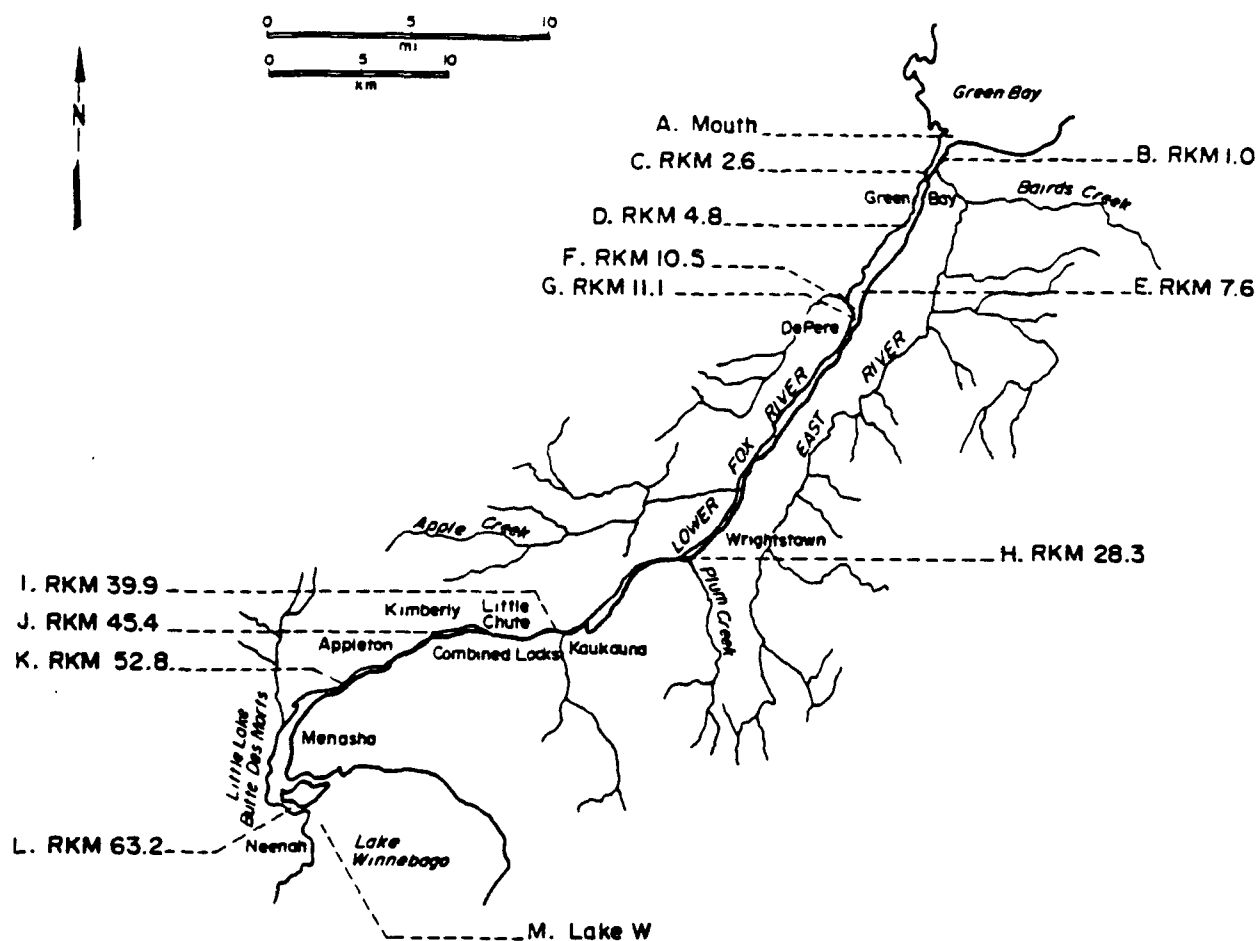 0 5 10
mi
0 5 10
km
N
Green Bay
A. Mouth
B. RKM 1.0
C. RKM 2.6
Green Bay
Bairds Creek
D. RKM 4.8
F. RKM 10.5
G. RKM 11.1
E. RKM 7.6
DePere
LOWER FOX RIVER
EAST RIVER
Apple Creek
Wrightstown
H. RKM 28.3
Plum Creek
I. RKM 39.9
Kimberly
Little
Chute
J. RKM 45.4
Appleton
Combined Locks
Kaukauna
K. RKM 52.8
Little Lake
Butte Des Morts
Menasha
L. RKM 63.2
Neenah
Lake
Winnebago
M. Lake W